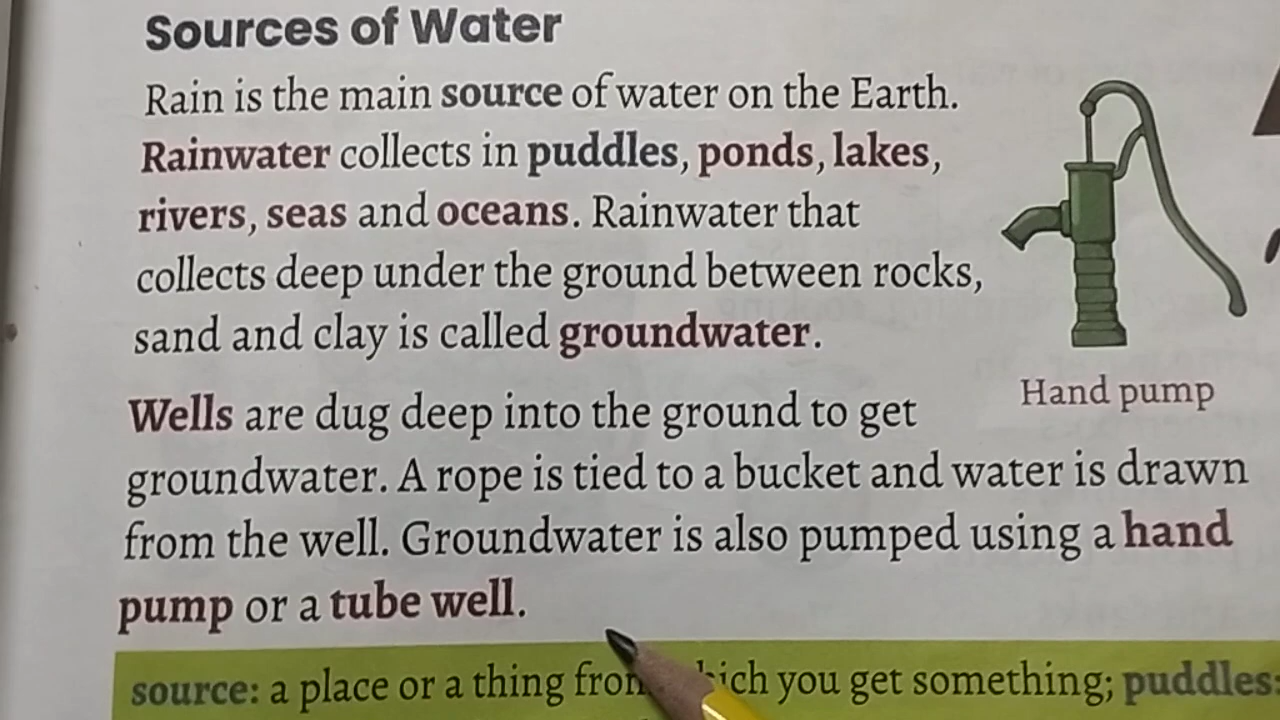 Sources of Water
Rain is the main source of water on the Earth.
Rainwater collects in puddles, ponds, lakes,
rivers, seas and oceans. Rainwater that
collects deep under the ground between rocks,
sand and clay is called groundwater.
Hand pump
Wells are dug deep into the ground to get
groundwater. A rope is tied to a bucket and water is drawn
from the well. Groundwater is also pumped using a hand
pump or a tube well.
source: a place or a thing from which you get something; puddles: